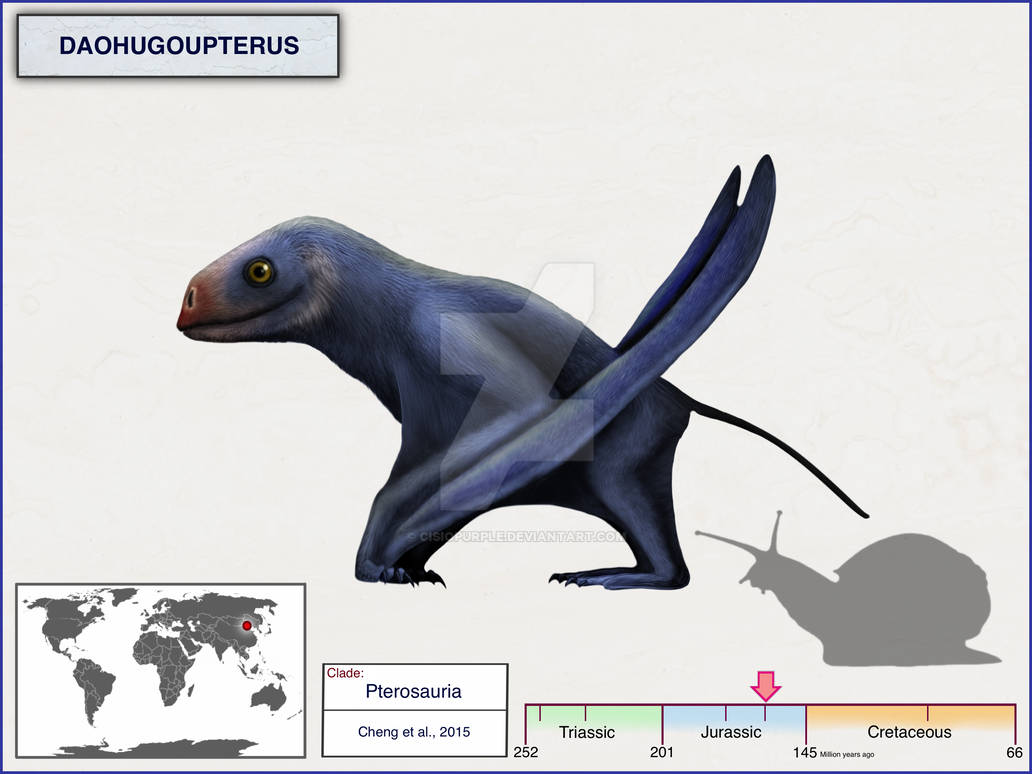 DAOHUGOUPTERUS
© CISIOPURPLE.DEVIANTART.COM
Clade:
Pterosauria
Cheng et al., 2015
Triassic
Jurassic
Cretaceous
252
201
145
Million years ago
66